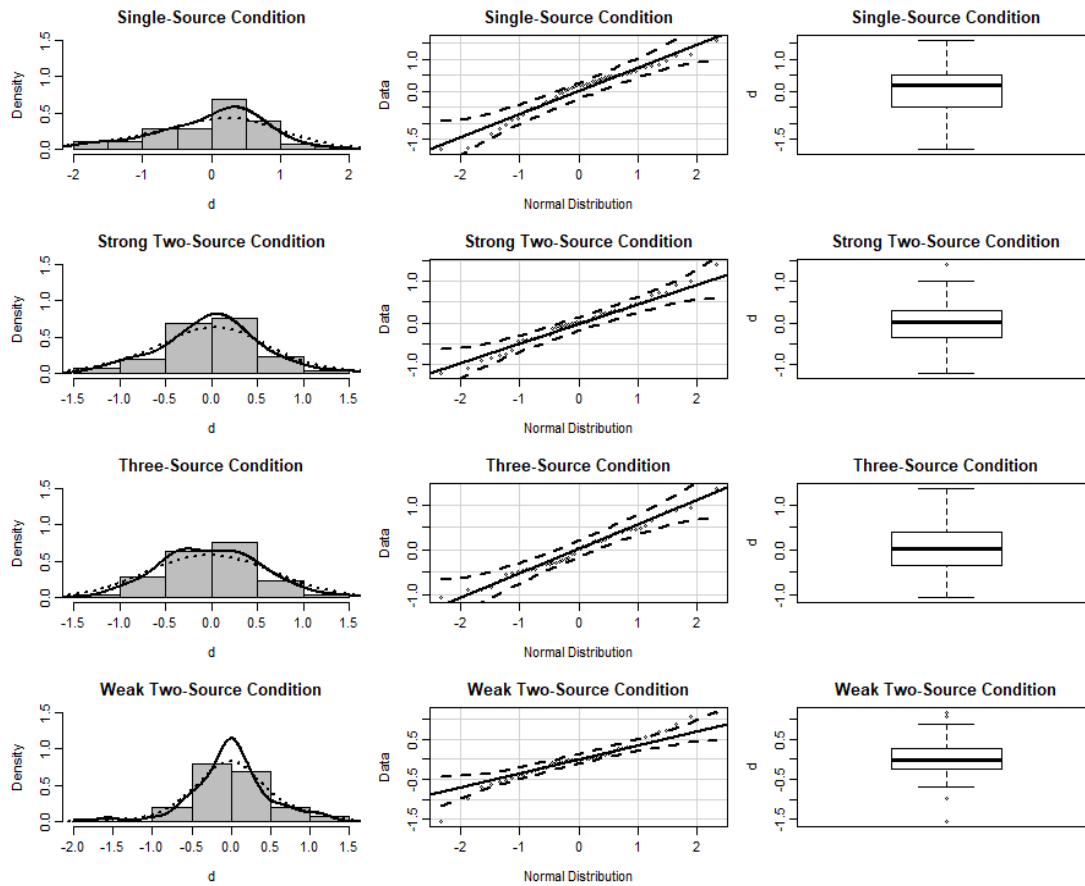 Single-Source Condition
Density
0.0 0.5 1.0 1.5
-2 -1 0 1 2
d
Single-Source Condition
Data
-1.5 1.0
-2 -1 0 1 2
Normal Distribution
Single-Source Condition
d
-1.5 1.0
Strong Two-Source Condition
Density
0.0 0.5 1.0 1.5
-1.5 -1.0 -0.5 0.0 0.5 1.0 1.5
d
Strong Two-Source Condition
Data
-1.0 0.0 1.0
-2 -1 0 1 2
Normal Distribution
Strong Two-Source Condition
d
-1.0 0.0 1.0
Three-Source Condition
Density
0.0 0.5 1.0 1.5
-1.5 -1.0 -0.5 0.0 0.5 1.0 1.5
d
Three-Source Condition
Data
-1.0 0.0 1.0
-2 -1 0 1 2
Normal Distribution
Three-Source Condition
d
-1.0 0.0 1.0
Weak Two-Source Condition
Density
0.0 0.5 1.0 1.5
-2.0 -1.0 -0.5 0.0 0.5 1.0 1.5
d
Weak Two-Source Condition
Data
-1.5 -0.5 0.5
-2 -1 0 1 2
Normal Distribution
Weak Two-Source Condition
d
-1.5 -0.5 0.5